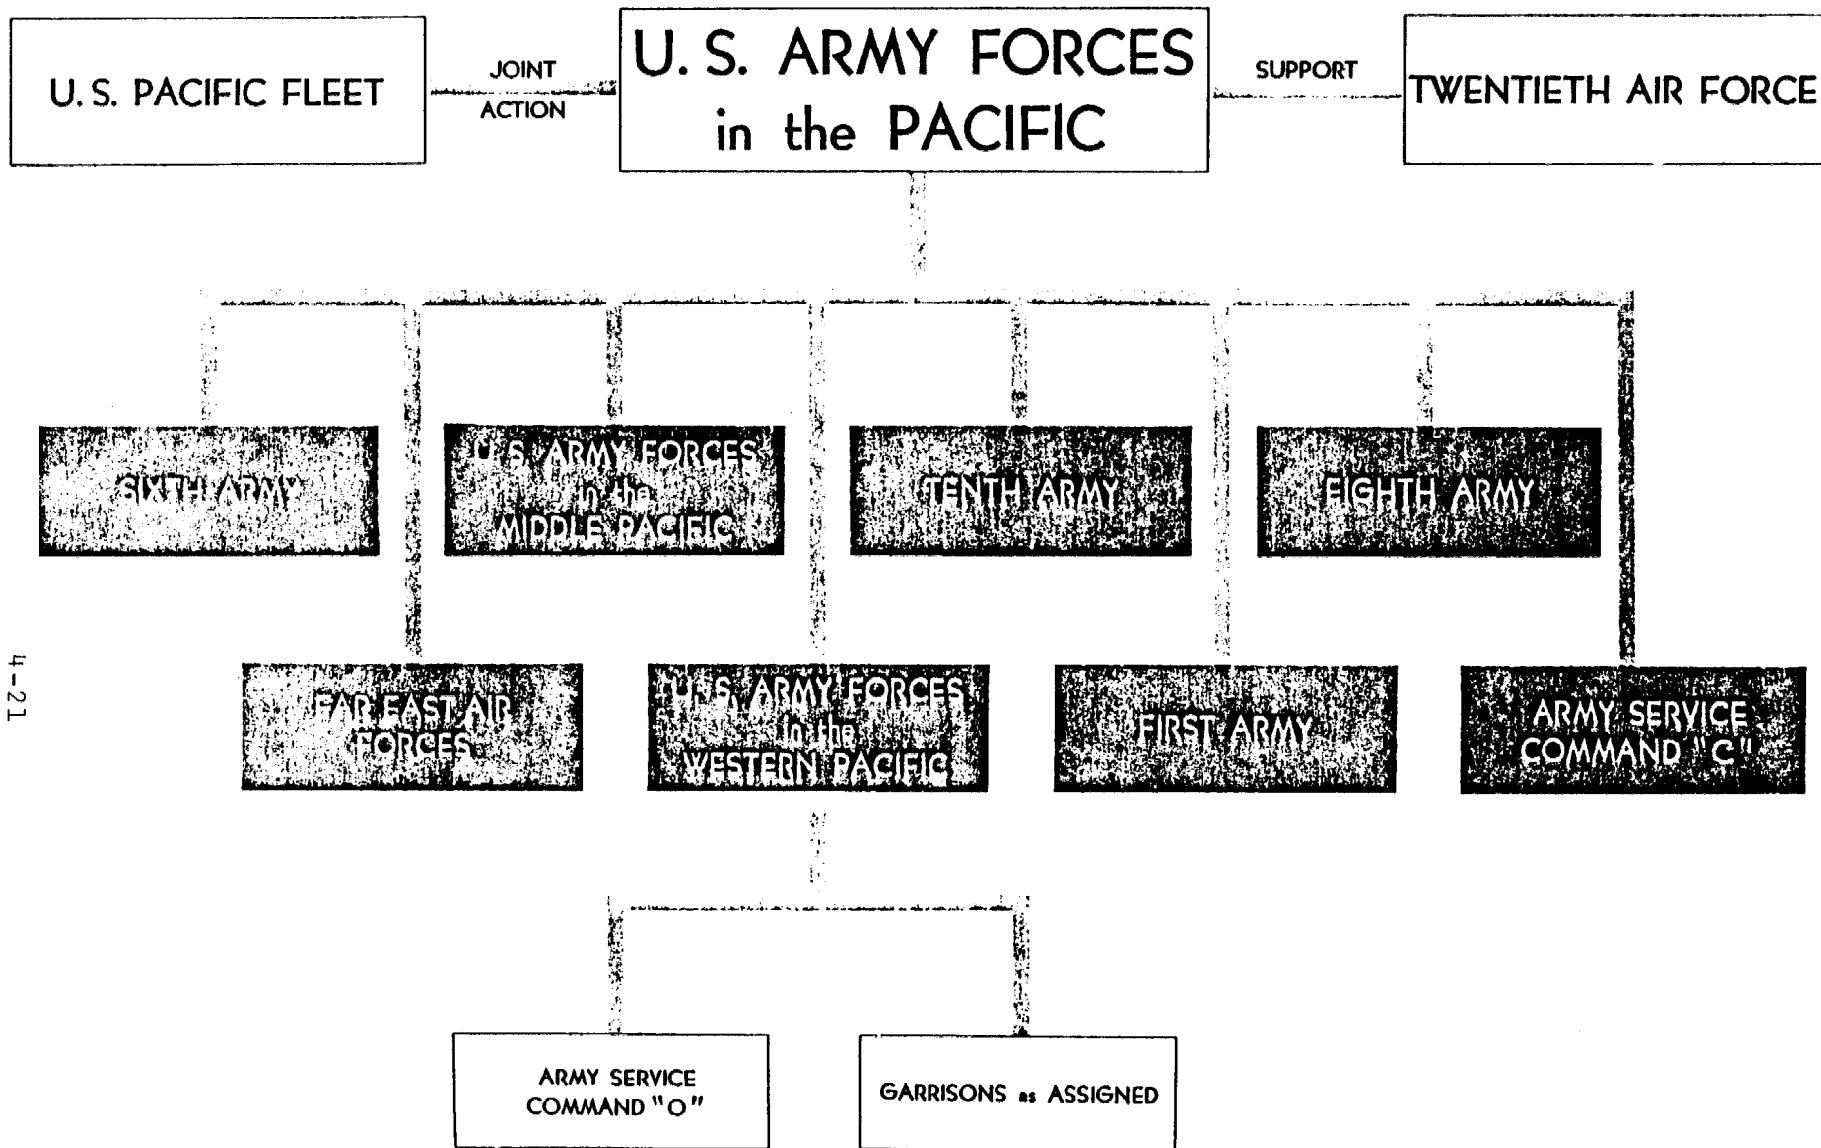 U. S. PACIFIC FLEET
JOINT
ACTION
U. S. ARMY FORCES
in the PACIFIC
SUPPORT
TWENTIETH AIR FORCE
SIXTH ARMY
U. S. ARMY FORCES
in the
MIDDLE PACIFIC
TENTH ARMY
EIGHTH ARMY
FAR EAST AIR
FORCES
U. S. ARMY FORCES
in the
WESTERN PACIFIC
FIRST ARMY
ARMY SERVICE
COMMAND "C"
ARMY SERVICE
COMMAND "O"
GARRISONS as ASSIGNED
4-21